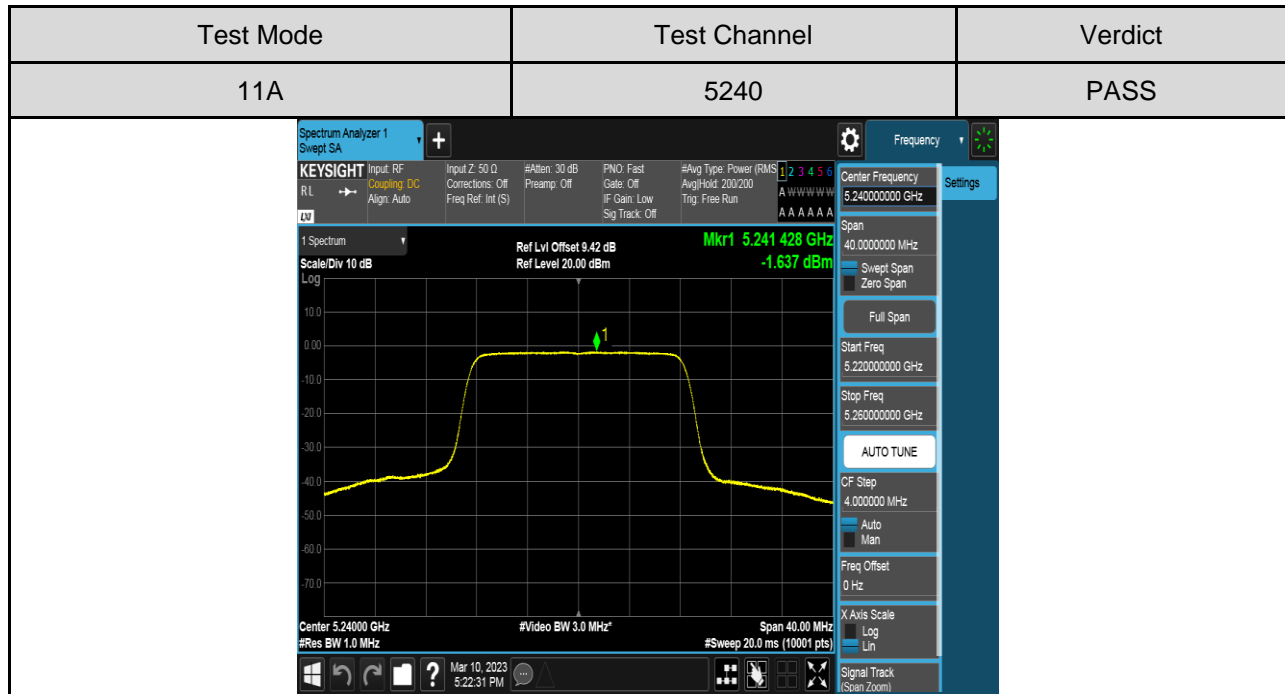 Test Mode Test Channel Verdict
11A 5240 PASS
Spectrum Analyzer 1
Swept SA
+
Frequency
KEYSIGHT
RL
LXI
Input: RF
Coupling: DC
Align: Auto
Input Z: 50 Ω
Corrections: Off
Freq Ref: Int (S)
#Atten: 30 dB
Preamp: Off
PNO: Fast
Gate: Off
IF Gain: Low
Sig Track: Off
#Avg Type: Power (RMS
Avg|Hold: 200/200
Trig: Free Run
1 2 3 4 5 6
A W W W W W
A A A A A A
1 Spectrum
Scale/Div 10 dB
Ref Lvl Offset 9.42 dB
Ref Level 20.00 dBm
Mkr1 5.241 428 GHz
-1.637 dBm
Log
10.0
0.00
-10.0
-20.0
-30.0
-40.0
-50.0
-60.0
-70.0
1
Center 5.24000 GHz
#Res BW 1.0 MHz
#Video BW 3.0 MHz*
Span 40.00 MHz
#Sweep 20.0 ms (10001 pts)
?
Mar 10, 2023
5:22:31 PM
Center Frequency
5.240000000 GHz
Settings
Span
40.0000000 MHz
Swept Span
Zero Span
Full Span
Start Freq
5.220000000 GHz
Stop Freq
5.260000000 GHz
AUTO TUNE
CF Step
4.000000 MHz
Auto
Man
Freq Offset
0 Hz
X Axis Scale
Log
Lin
Signal Track
(Span Zoom)